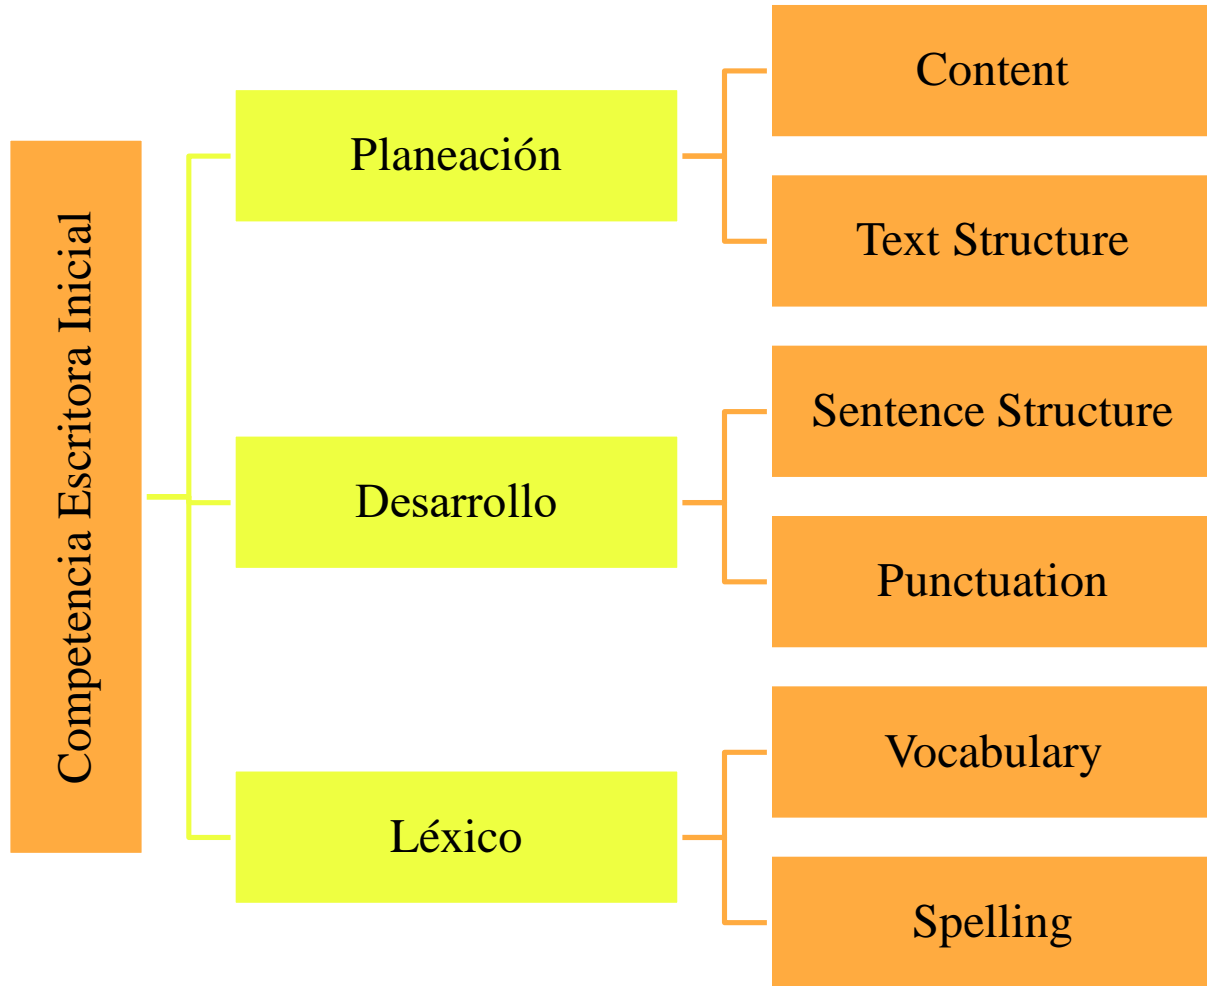 Competencia Escritora Inicial
Planeación
Content
Text Structure
Desarrollo
Sentence Structure
Punctuation
Léxico
Vocabulary
Spelling